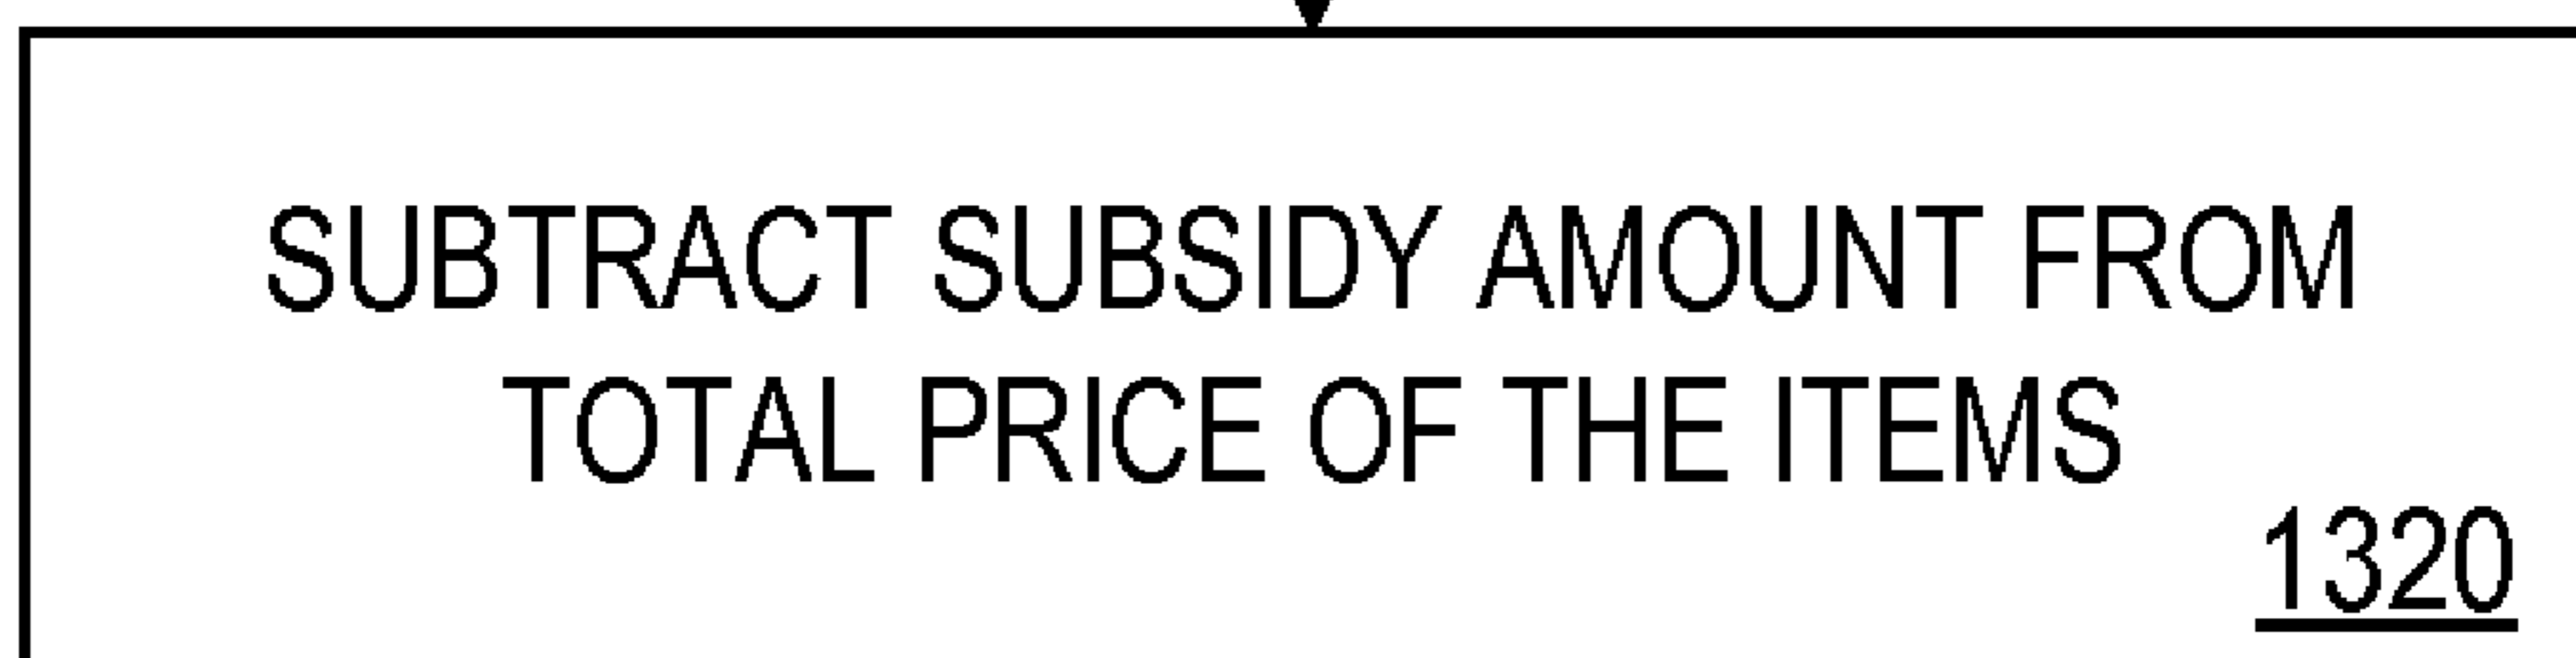 SUBTRACT SUBSIDY AMOUNT FROM
TOTAL PRICE OF THE ITEMS
1320